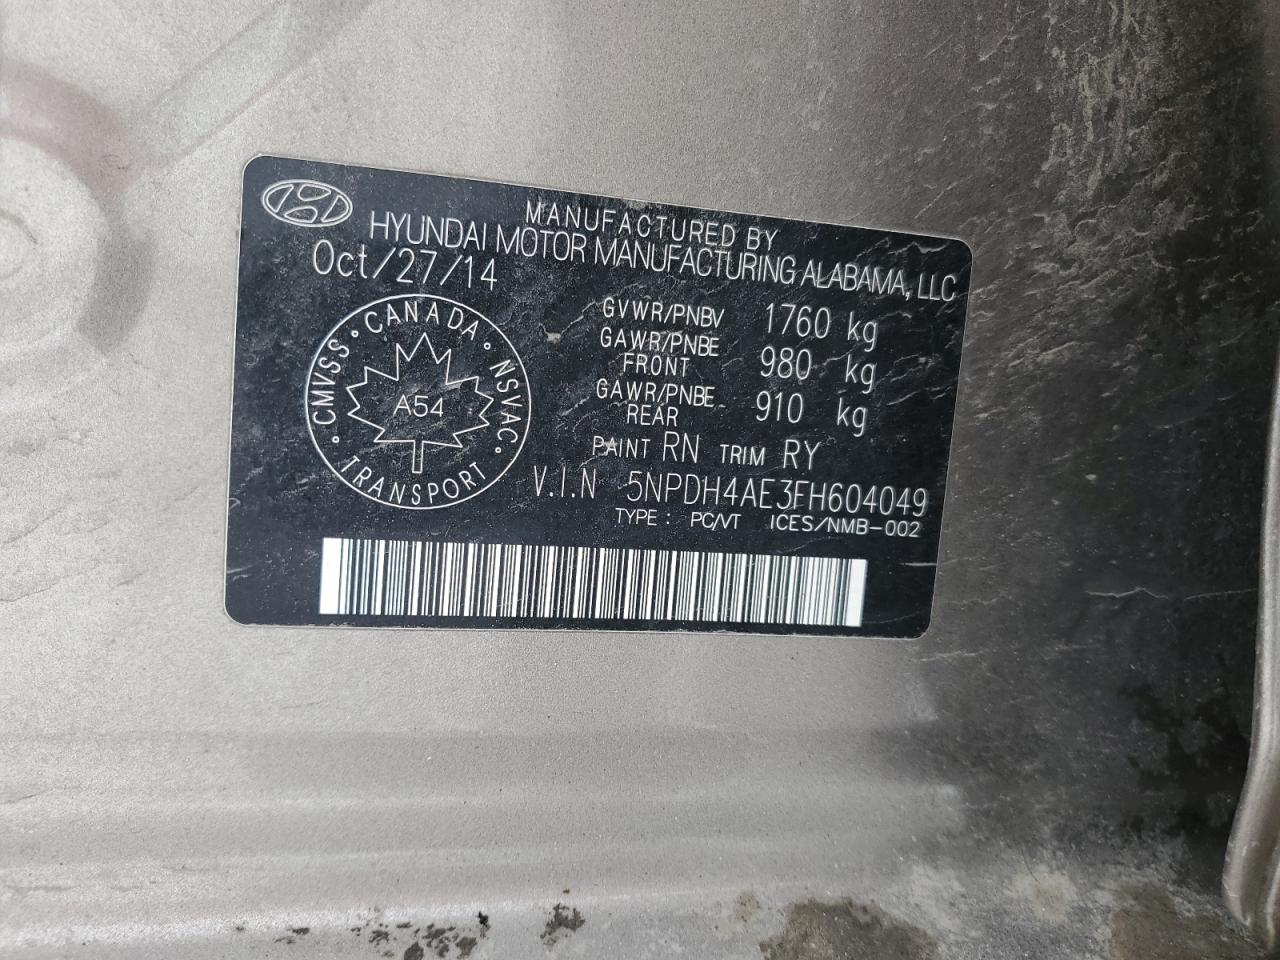 MANUFACTURED BY
HYUNDAI MOTOR MANUFACTURING ALABAMA, LLC
Oct/27/14
CMVSS • CANADA • NSVAC • TRANSPORT •
A54
GVWR/PNBV 1760 kg
GAWR/PNBE FRONT 980 kg
GAWR/PNBE REAR 910 kg
PAINT RN TRIM RY
V.I.N 5NPDH4AE3FH604049
TYPE : PC/VT ICES/NMB-002